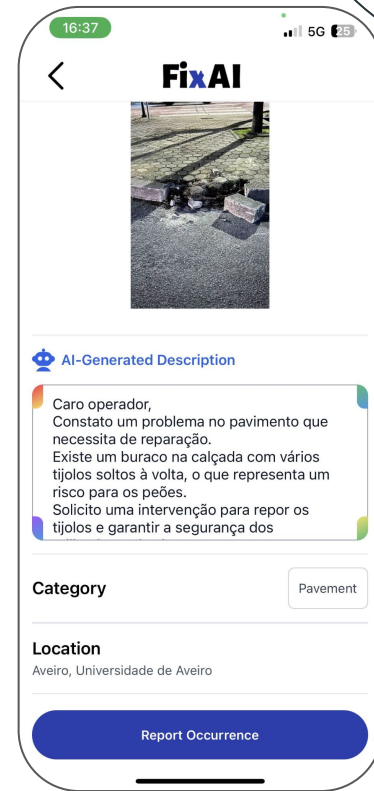 16:37
5G 25
FixAI
AI-Generated Description
Caro operador,
Constato um problema no pavimento que
necessita de reparação.
Existe um buraco na calçada com vários
tijolos soltos à volta, o que representa um
risco para os peões.
Solicito uma intervenção para repor os
tijolos e garantir a segurança dos
Category
Pavement
Location
Aveiro, Universidade de Aveiro
Report Occurrence